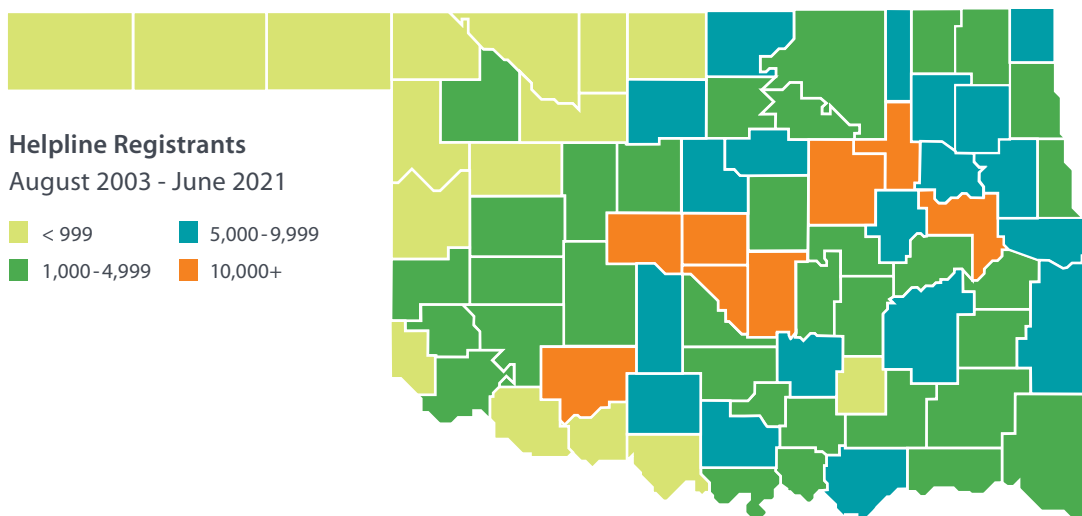 Helpline Registrants
August 2003 - June 2021
< 999
5,000-9,999
1,000-4,999
10,000+